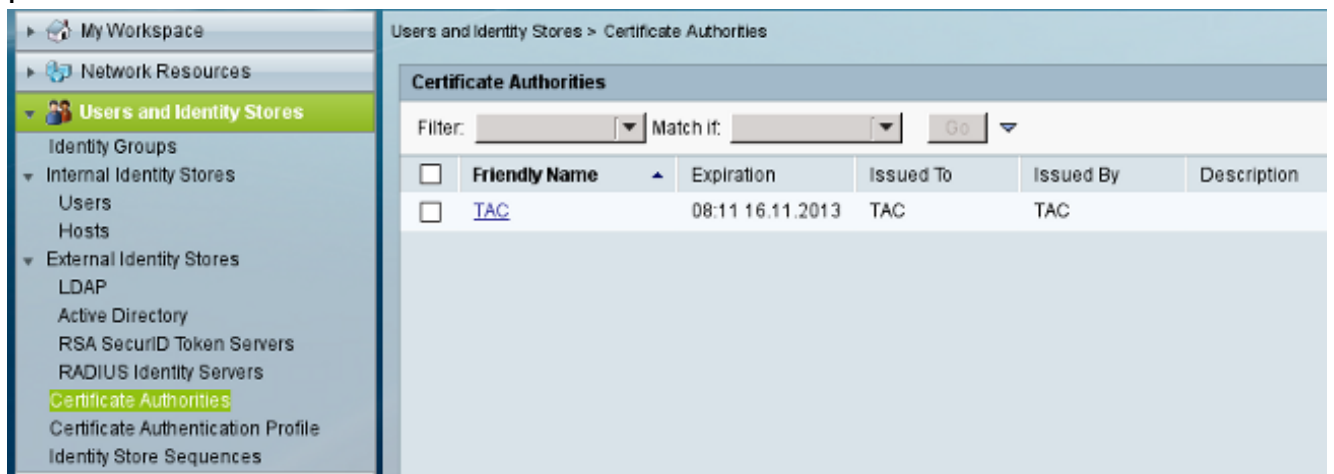 My Workspace
Network Resources
Users and Identity Stores
Identity Groups
Internal Identity Stores
Users
Hosts
External Identity Stores
LDAP
Active Directory
RSA SecurID Token Servers
RADIUS Identity Servers
Certificate Authorities
Certificate Authentication Profile
Identity Store Sequences
Users and Identity Stores > Certificate Authorities
Certificate Authorities
Filter: Match if: Go
Friendly Name Expiration Issued To Issued By Description
TAC 08:11 16.11.2013 TAC TAC